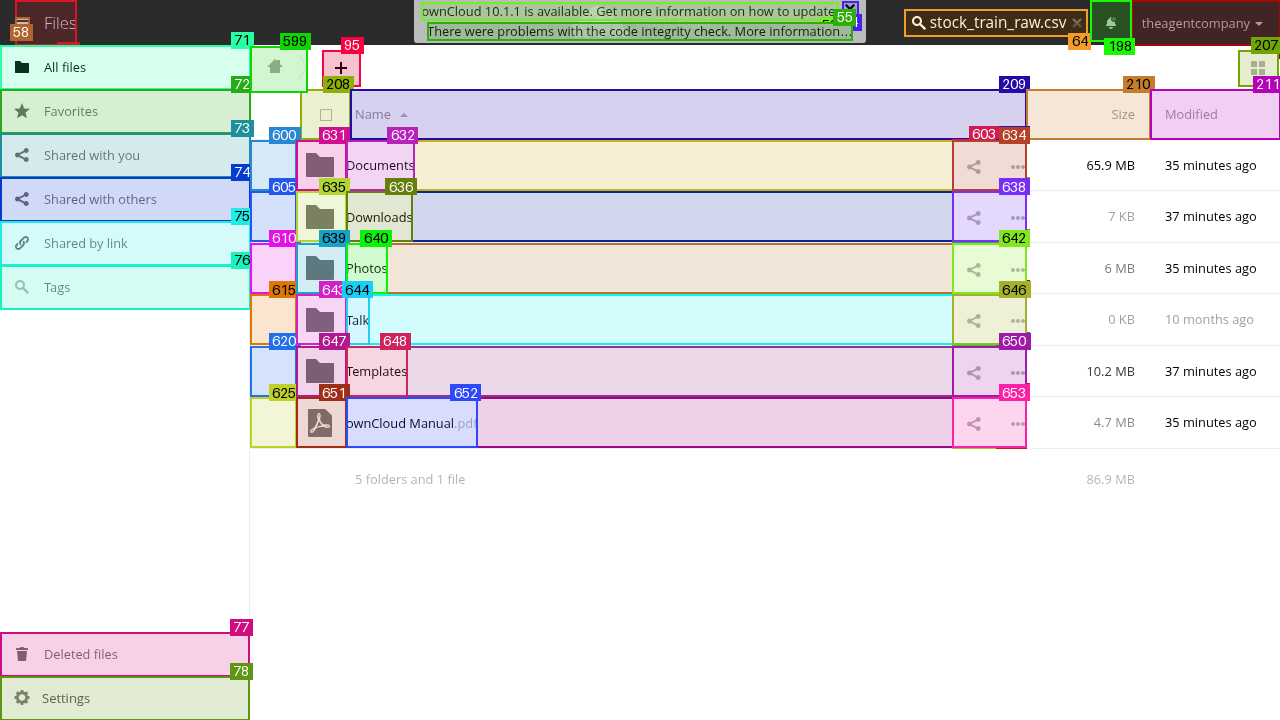 Files
ownCloud 10.1.1 is available. Get more information on how to update
There were problems with the code integrity check. More information...
stock_train_raw.csv
theagentcompany
58
55
64
198
71
599
95
207
All files
72
208
209
210
211
Favorites
Name
Size
Modified
73
600
631
632
603
634
Shared with you
Documents
65.9 MB
35 minutes ago
74
605
635
636
638
Shared with others
Downloads
7 KB
37 minutes ago
75
610
639
640
642
Shared by link
Photos
6 MB
35 minutes ago
76
615
643
644
646
Tags
Talk
0 KB
10 months ago
620
647
648
650
Templates
10.2 MB
37 minutes ago
625
651
652
653
ownCloud Manual.pdf
4.7 MB
35 minutes ago
5 folders and 1 file
86.9 MB
77
Deleted files
78
Settings